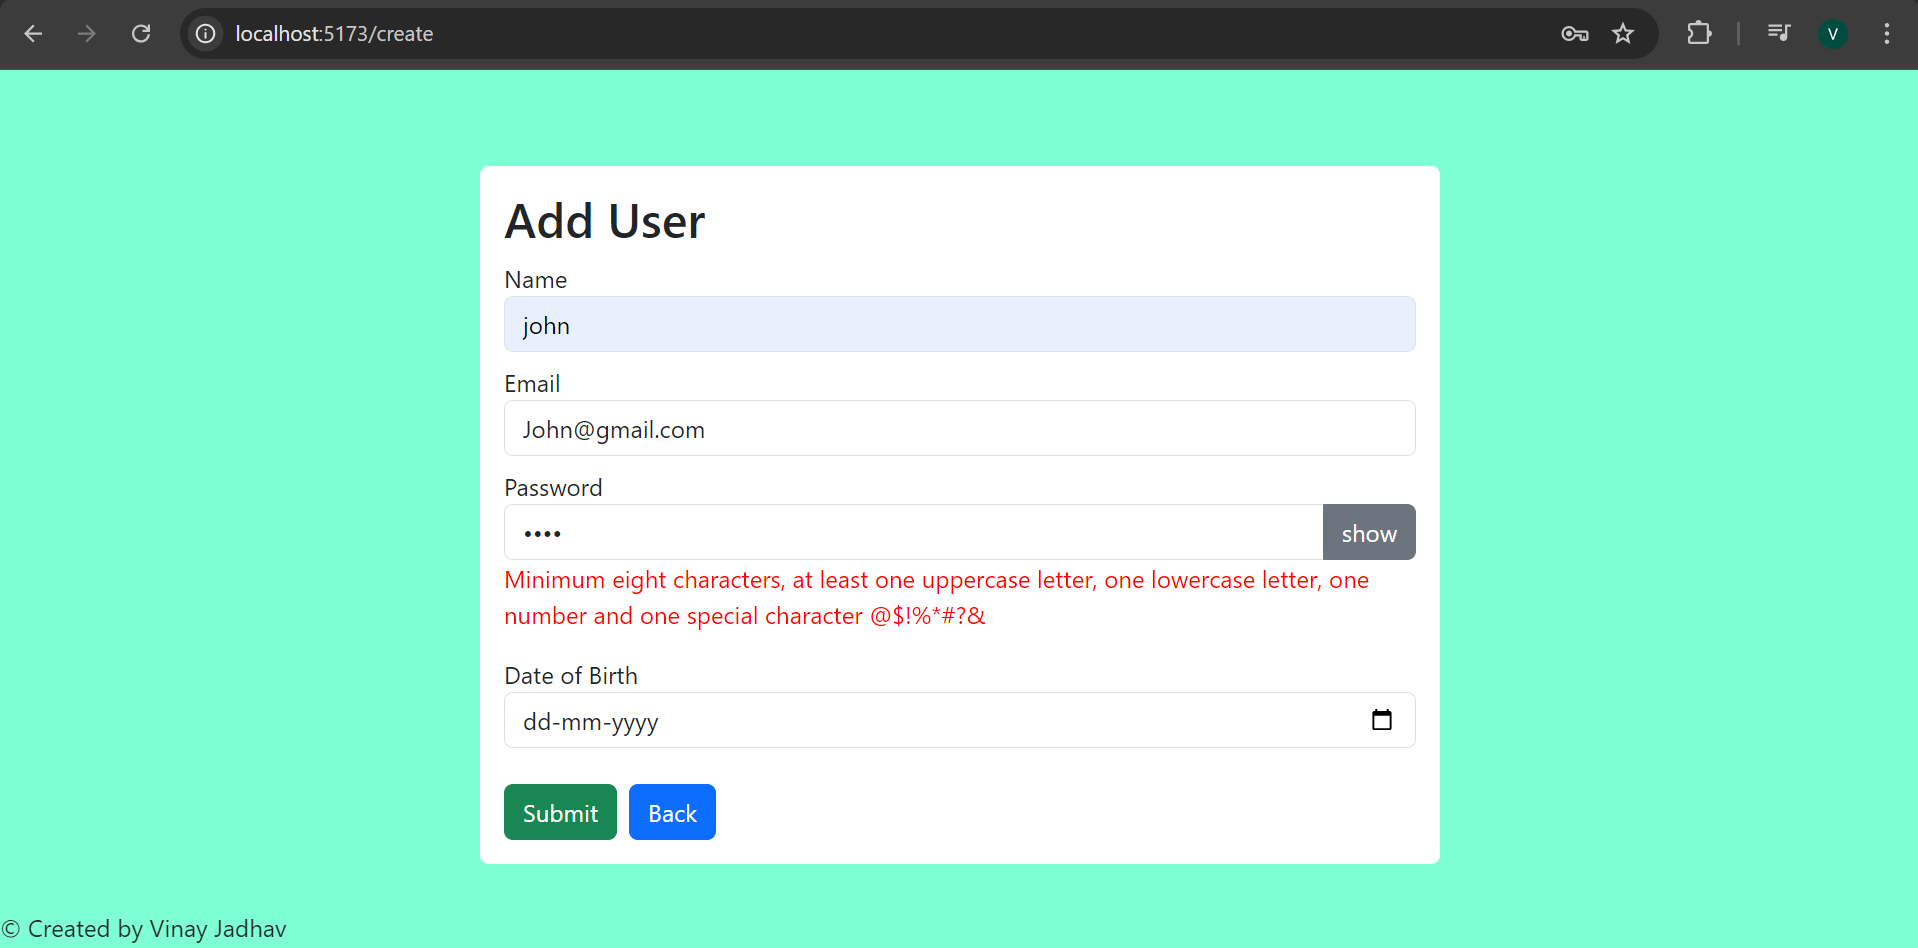 localhost:5173/create
V
Add User
Name
john
Email
John@gmail.com
Password
••••
show
Minimum eight characters, at least one uppercase letter, one lowercase letter, one
number and one special character @$!%*#?&
Date of Birth
dd-mm-yyyy
Submit Back
© Created by Vinay Jadhav